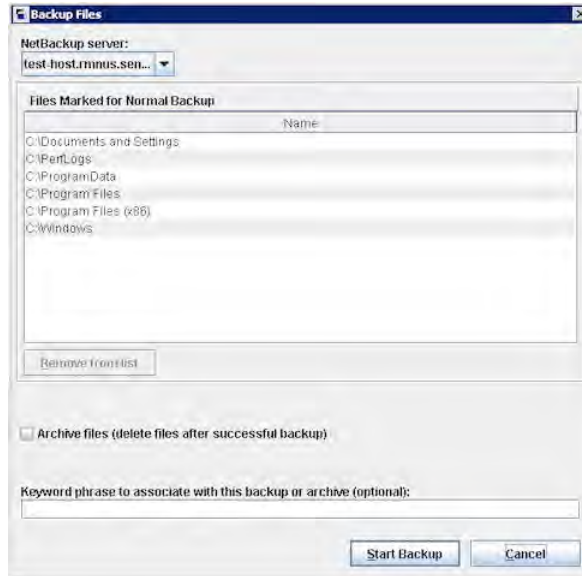 Backup Files
NetBackup server:
test-host.rmnus.sen...
Files Marked for Normal Backup
Name
C:\Documents and Settings
C:\PerfLogs
C:\ProgramData
C:\Program Files
C:\Program Files (x86)
C:\Windows
Remove from list
Archive files (delete files after successful backup)
Keyword phrase to associate with this backup or archive (optional):
Start Backup Cancel